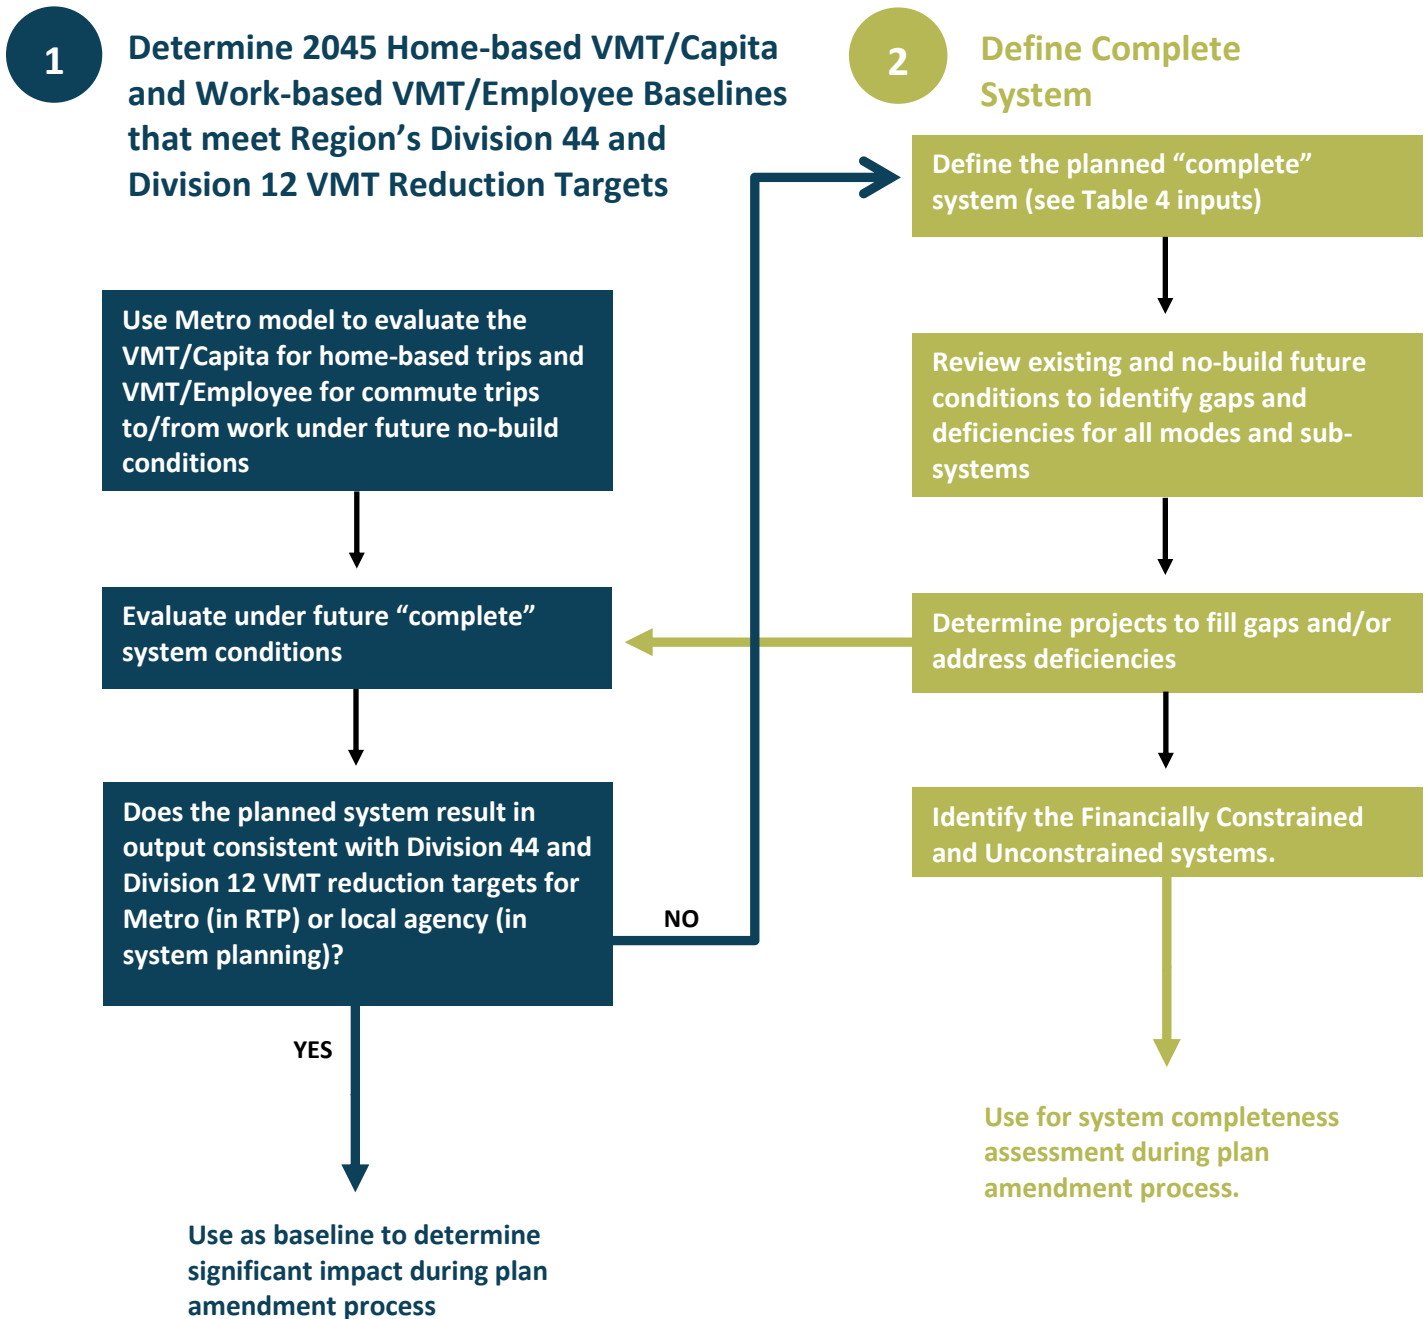 1
Determine 2045 Home-based VMT/Capita
and Work-based VMT/Employee Baselines
that meet Region’s Division 44 and
Division 12 VMT Reduction Targets
Use Metro model to evaluate the
VMT/Capita for home-based trips and
VMT/Employee for commute trips
to/from work under future no-build
conditions
Evaluate under future “complete”
system conditions
Does the planned system result in
output consistent with Division 44 and
Division 12 VMT reduction targets for
Metro (in RTP) or local agency (in
system planning)?
NO
YES
Use as baseline to determine
significant impact during plan
amendment process
2
Define Complete
System
Define the planned “complete”
system (see Table 4 inputs)
Review existing and no-build future
conditions to identify gaps and
deficiencies for all modes and sub-
systems
Determine projects to fill gaps and/or
address deficiencies
Identify the Financially Constrained
and Unconstrained systems.
Use for system completeness
assessment during plan
amendment process.